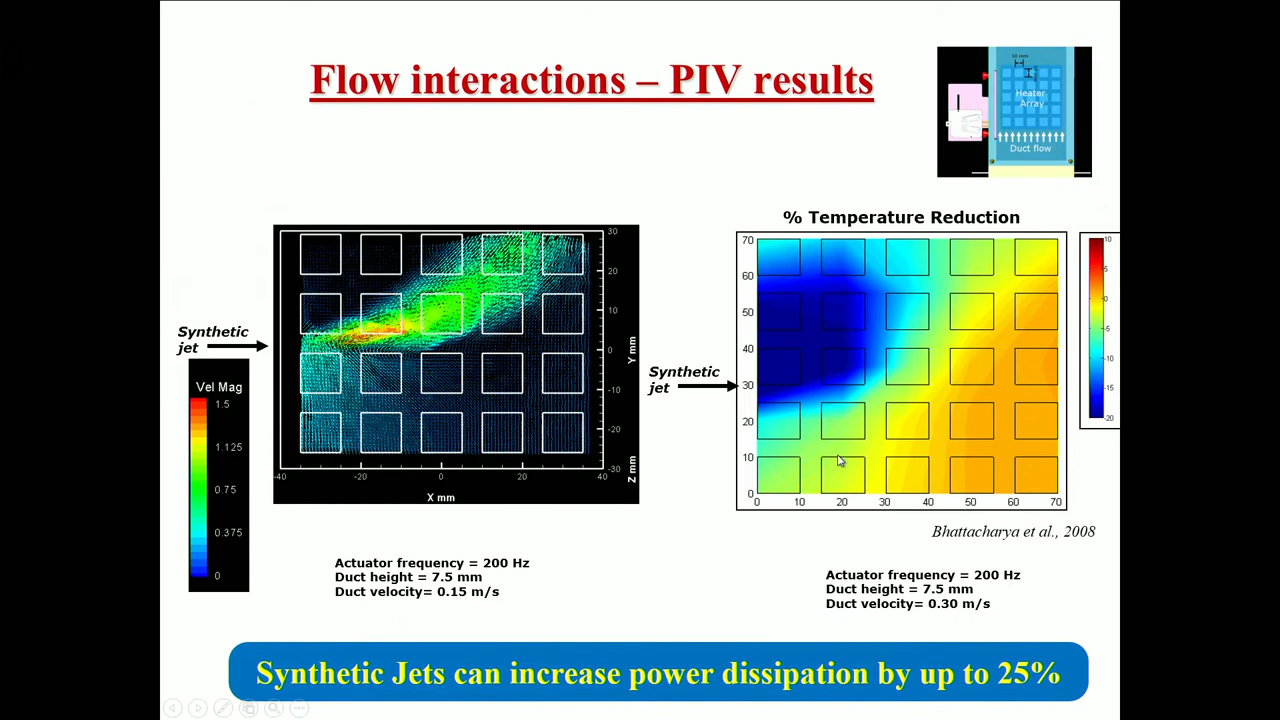 Flow interactions – PIV results
Heater
Array
Duct flow
% Temperature Reduction
Synthetic
jet
Vel Mag
1.5
1.125
0.75
0.375
0
30
20
10
0
-10
-20
-30
Y mm
Z mm
-40
-20
0
20
40
X mm
Synthetic
jet
70
60
50
40
30
20
10
0
0
10
20
30
40
50
60
70
10
5
0
-5
-10
-15
-20
Bhattacharya et al., 2008
Actuator frequency = 200 Hz
Duct height = 7.5 mm
Duct velocity= 0.15 m/s
Actuator frequency = 200 Hz
Duct height = 7.5 mm
Duct velocity= 0.30 m/s
Synthetic Jets can increase power dissipation by up to 25%